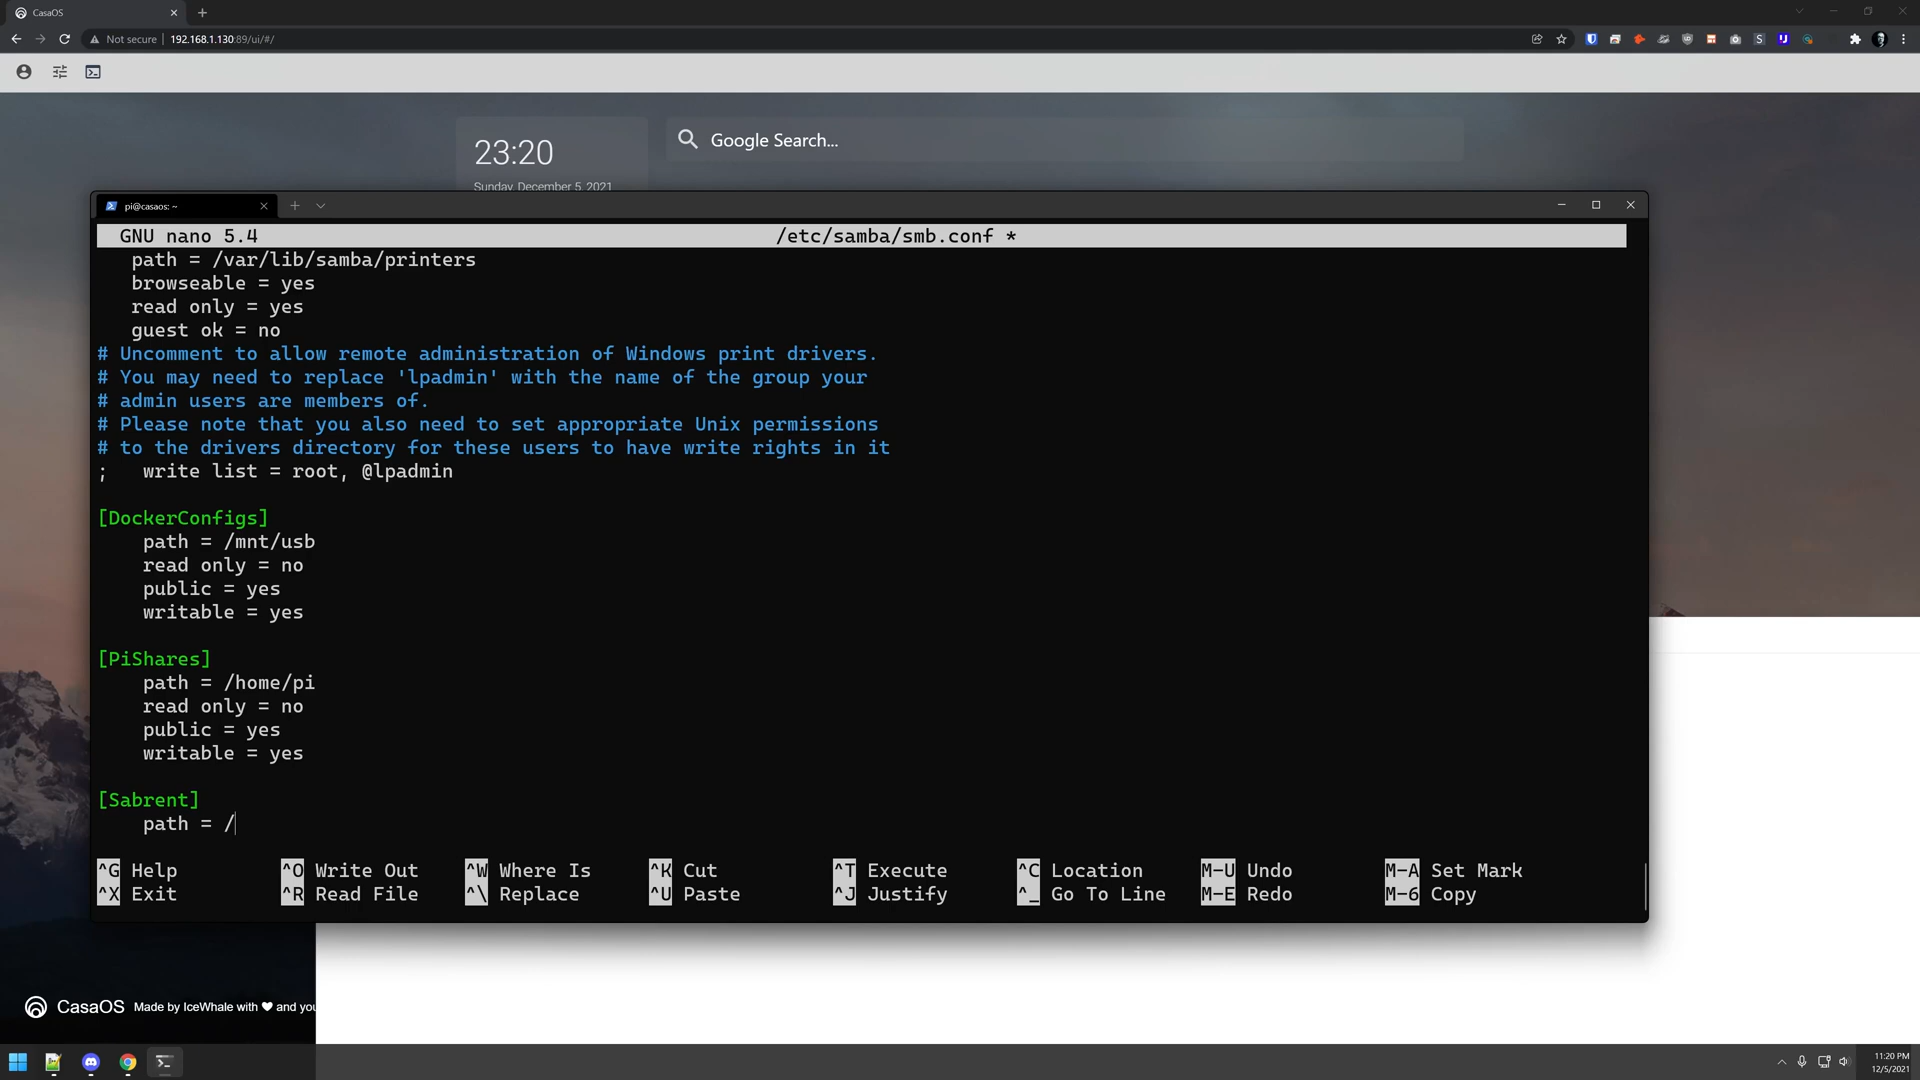 CasaOS
Not secure
192.168.1.130:89/ui/#/
23:20
Google Search...
Sunday, December 5, 2021
pi@casaos: ~
GNU nano 5.4
/etc/samba/smb.conf *
path = /var/lib/samba/printers
browseable = yes
read only = yes
guest ok = no
# Uncomment to allow remote administration of Windows print drivers.
# You may need to replace 'lpadmin' with the name of the group your
# admin users are members of.
# Please note that you also need to set appropriate Unix permissions
# to the drivers directory for these users to have write rights in it
;   write list = root, @lpadmin
[DockerConfigs]
path = /mnt/usb
read only = no
public = yes
writable = yes
[PiShares]
path = /home/pi
read only = no
public = yes
writable = yes
[Sabrent]
path = /
^G Help ^O Write Out ^W Where Is ^K Cut ^T Execute ^C Location M-U Undo M-A Set Mark
^X Exit ^R Read File ^\ Replace ^U Paste ^J Justify ^_ Go To Line M-E Redo M-6 Copy
CasaOS Made by IceWhale with ❤ and you
11:20 PM
12/5/2021